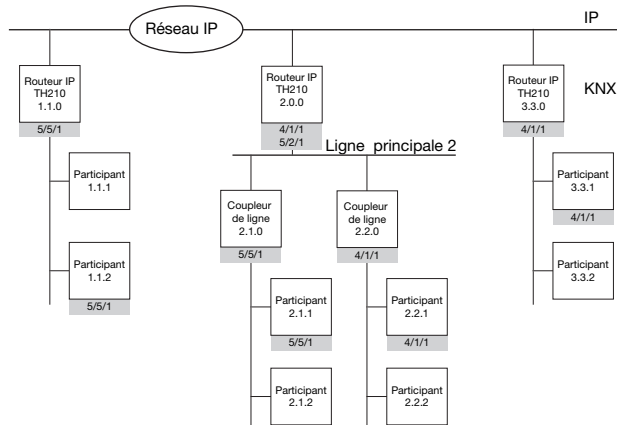 IP
Réseau IP
Routeur IP
TH210
1.1.0
5/5/1
Routeur IP
TH210
2.0.0
4/1/1
5/2/1
Routeur IP
TH210
3.3.0
4/1/1
KNX
Ligne principale 2
Participant
1.1.1
Participant
1.1.2
5/5/1
Coupleur
de ligne
2.1.0
5/5/1
Coupleur
de ligne
2.2.0
4/1/1
Participant
3.3.1
4/1/1
Participant
3.3.2
Participant
2.1.1
5/5/1
Participant
2.2.1
4/1/1
Participant
2.1.2
Participant
2.2.2